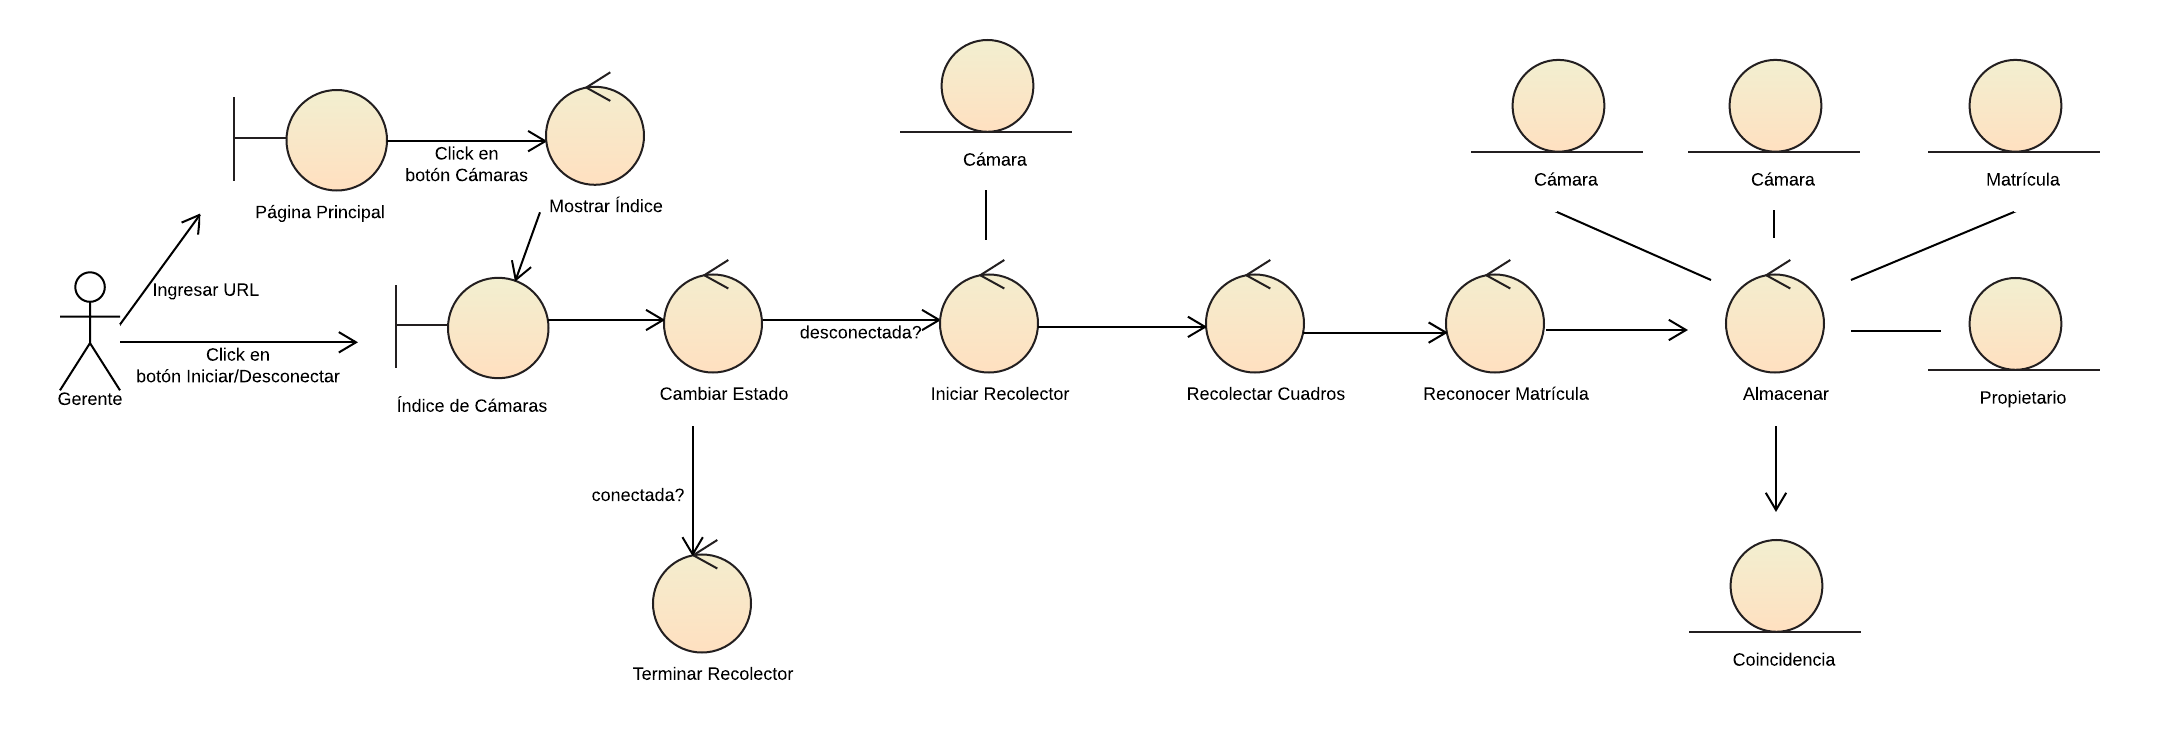 Cámara
Cámara
Cámara
Matrícula
Click en
botón Cámaras
Página Principal
Mostrar Índice
Ingresar URL
desconectada?
Click en
botón Iniciar/Desconectar
Gerente
Índice de Cámaras
Cambiar Estado
Iniciar Recolector
Recolectar Cuadros
Reconocer Matrícula
Almacenar
Propietario
conectada?
Terminar Recolector
Coincidencia